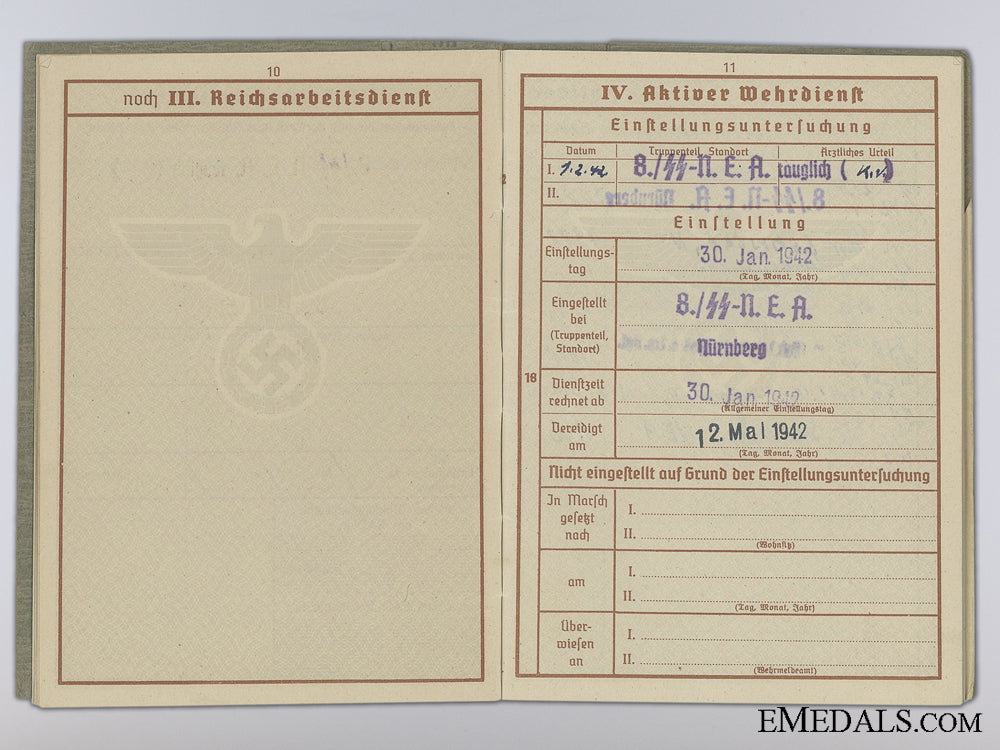 10
noch III. Reichsarbeitsdienst
11
IV. Aktiver Wehrdienst
Einstellungsuntersuchung
Datum Truppenteil, Standort Ärztliches Urteil
I. 1.2.42 8./SS-N. E. A. tauglich ( k.v.)
II.
Einstellung
Einstellungs-
tag
30. Jan. 1942
(Tag, Monat, Jahr)
Eingestellt
bei
(Truppenteil,
Standort)
8./SS-N. E. A.
Nürnberg
18
Dienstzeit
rechnet ab
30. Jan 1942
(Allgemeiner Einstellungstag)
Vereidigt
am
12. Mai 1942
(Tag, Monat, Jahr)
Nicht eingestellt auf Grund der Einstellungsuntersuchung
In Marsch
gesetzt
nach
I.
II.
(Wohnsitz)
am
I.
II.
(Tag, Monat, Jahr)
Über-
wiesen
an
I.
II.
(Wehrmeldeamt)
EMEDALS.COM